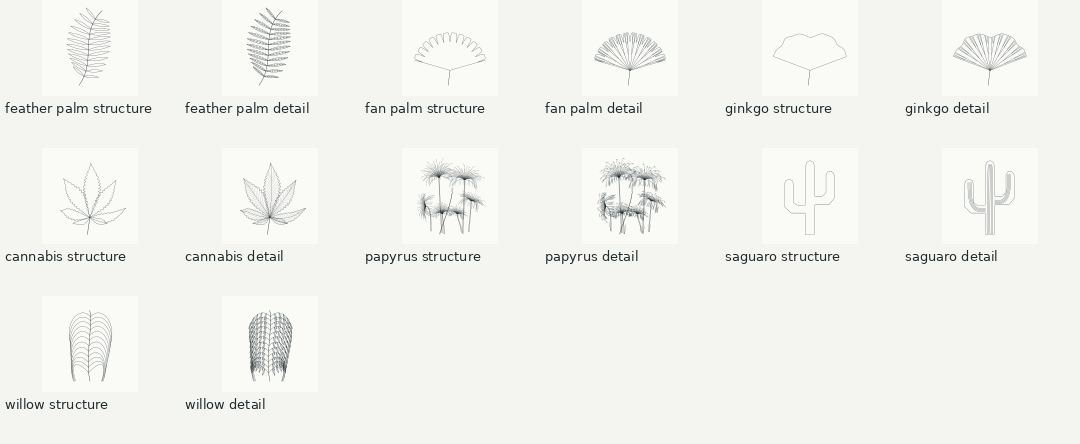 feather palm structure
feather palm detail
fan palm structure
fan palm detail
ginkgo structure
ginkgo detail
cannabis structure
cannabis detail
papyrus structure
papyrus detail
saguaro structure
saguaro detail
willow structure
willow detail